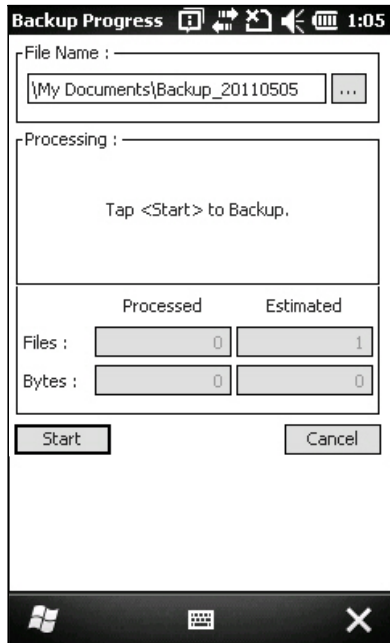 Backup Progress 1:05
File Name :
\My Documents\Backup_20110505 ...
Processing :
Tap <Start> to Backup.
Processed Estimated
Files : 0 1
Bytes : 0 0
Start Cancel